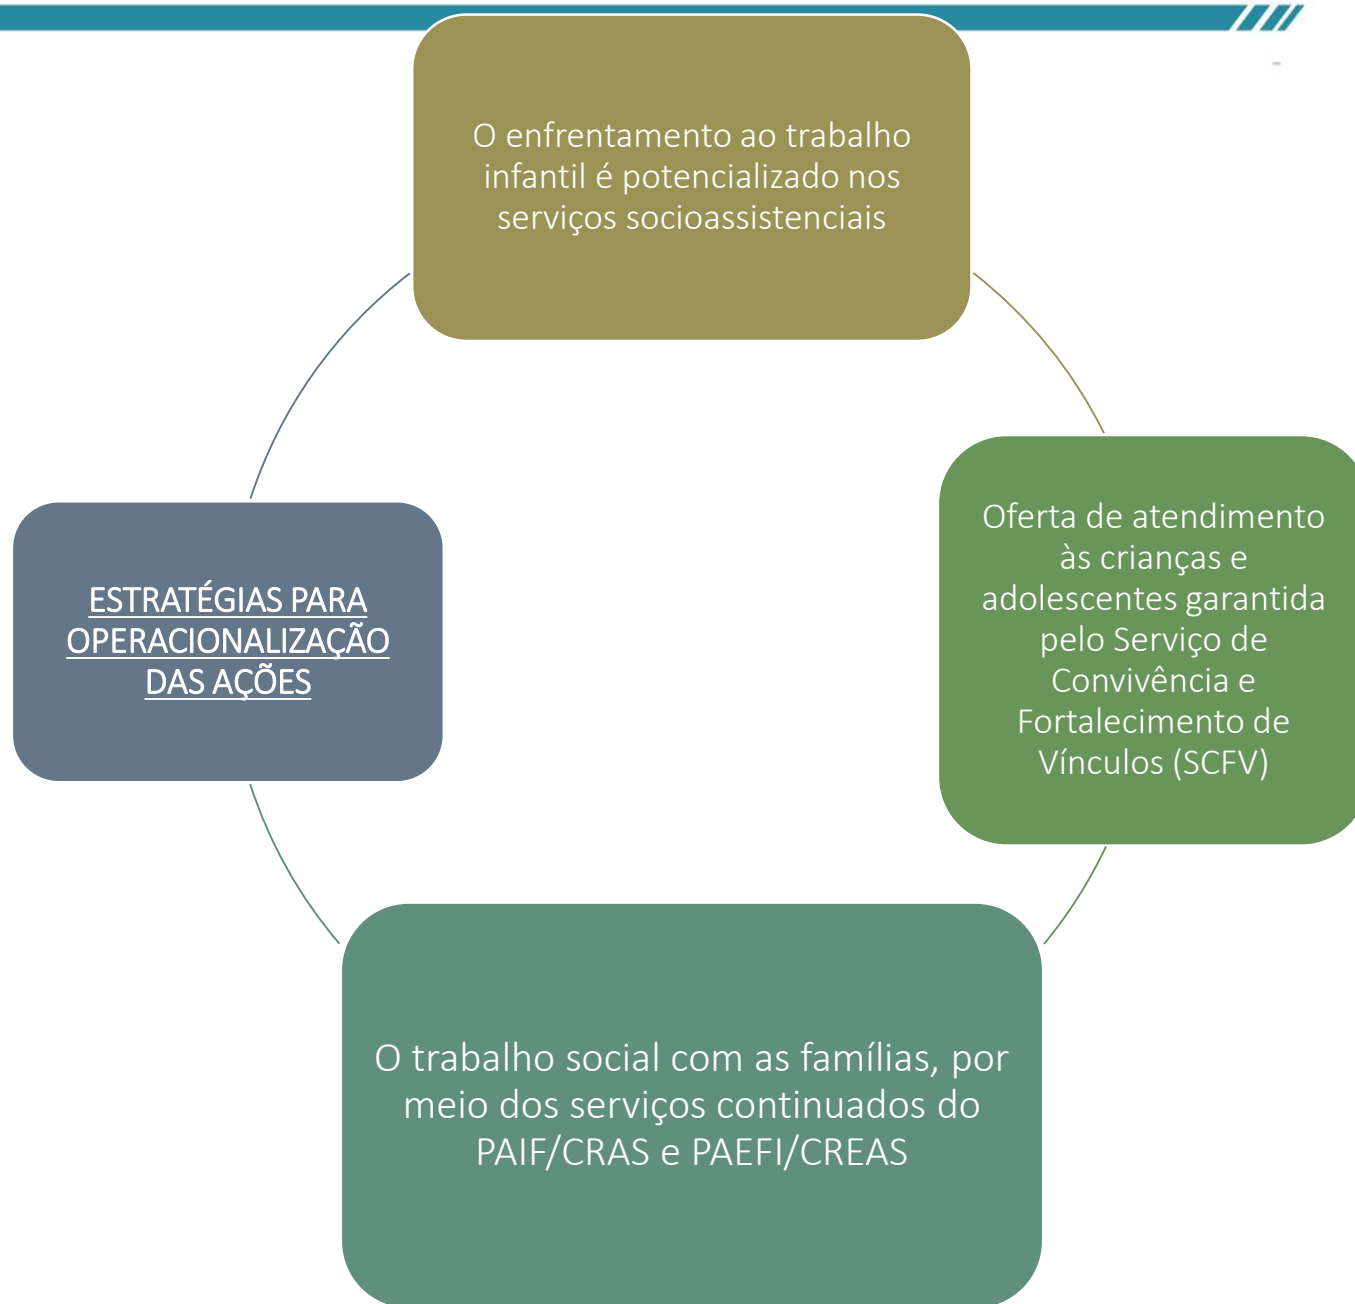 O enfrentamento ao trabalho
infantil é potencializado nos
serviços socioassistenciais
Oferta de atendimento
às crianças e
adolescentes garantida
pelo Serviço de
Convivência e
Fortalecimento de
Vínculos (SCFV)
O trabalho social com as famílias, por
meio dos serviços continuados do
PAIF/CRAS e PAEFI/CREAS
ESTRATÉGIAS PARA
OPERACIONALIZAÇÃO
DAS AÇÕES